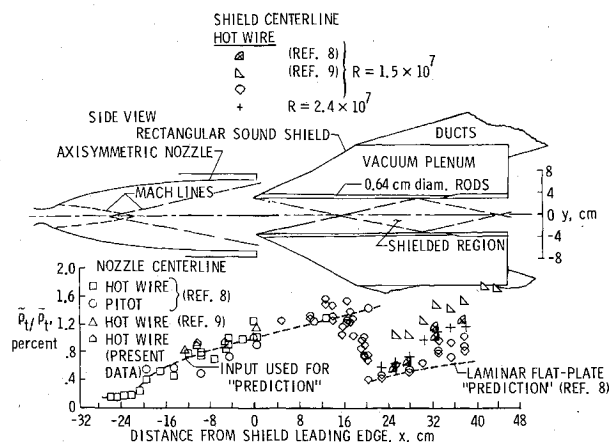 SHIELD CENTERLINE
HOT WIRE
(REF. 8)
(REF. 9)
R = 1.5 × 10⁷
+ R = 2.4 × 10⁷
SIDE VIEW
RECTANGULAR SOUND SHIELD
AXISYMMETRIC NOZZLE
DUCTS
VACUUM PLENUM
MACH LINES
0.64 cm diam. RODS
8
4
0 y, cm
-4
-8
SHIELDED REGION
NOZZLE CENTERLINE
HOT WIRE
PITOT
(REF. 8)
HOT WIRE (REF. 9)
HOT WIRE
(PRESENT
DATA)
2.0
1.6
1.2
.8
.4
0
p̃t/p̄t,
percent
INPUT USED FOR
"PREDICTION"
LAMINAR FLAT-PLATE
"PREDICTION" (REF. 8)
-32 -24 -16 -8 0 8 16 24 32 40 48
DISTANCE FROM SHIELD LEADING EDGE, x, cm